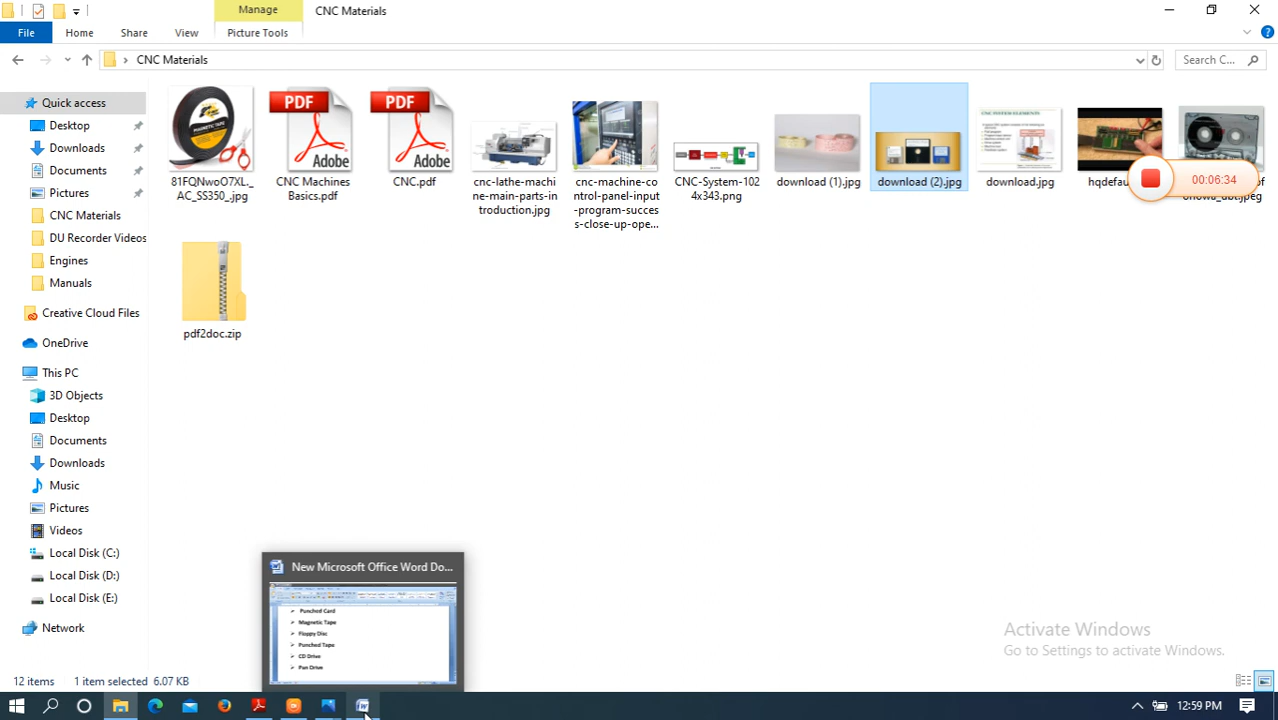 Manage
CNC Materials
File
Home
Share
View
Picture Tools
CNC Materials
Search C...
Quick access
Desktop
Downloads
Documents
Pictures
CNC Materials
DU Recorder Videos
Engines
Manuals
Creative Cloud Files
OneDrive
This PC
3D Objects
Desktop
Documents
Downloads
Music
Pictures
Videos
Local Disk (C:)
Local Disk (D:)
Local Disk (E:)
Network
PDF
Adobe
PDF
Adobe
81FQNwoO7XL._
AC_SS350_.jpg
CNC Machines
Basics.pdf
CNC.pdf
cnc-lathe-machi
ne-main-parts-in
troduction.jpg
cnc-machine-co
ntrol-panel-input
-program-succes
s-close-up-ope...
CNC-System-102
4x343.png
download (1).jpg
download (2).jpg
download.jpg
hqdefau
00:06:34
pdf2doc.zip
New Microsoft Office Word Do...
Punched Card
Magnetic Tape
Floppy Disc
Punched Tape
CD Drive
Pan Drive
Activate Windows
Go to Settings to activate Windows.
12 items
1 item selected 6.07 KB
12:59 PM